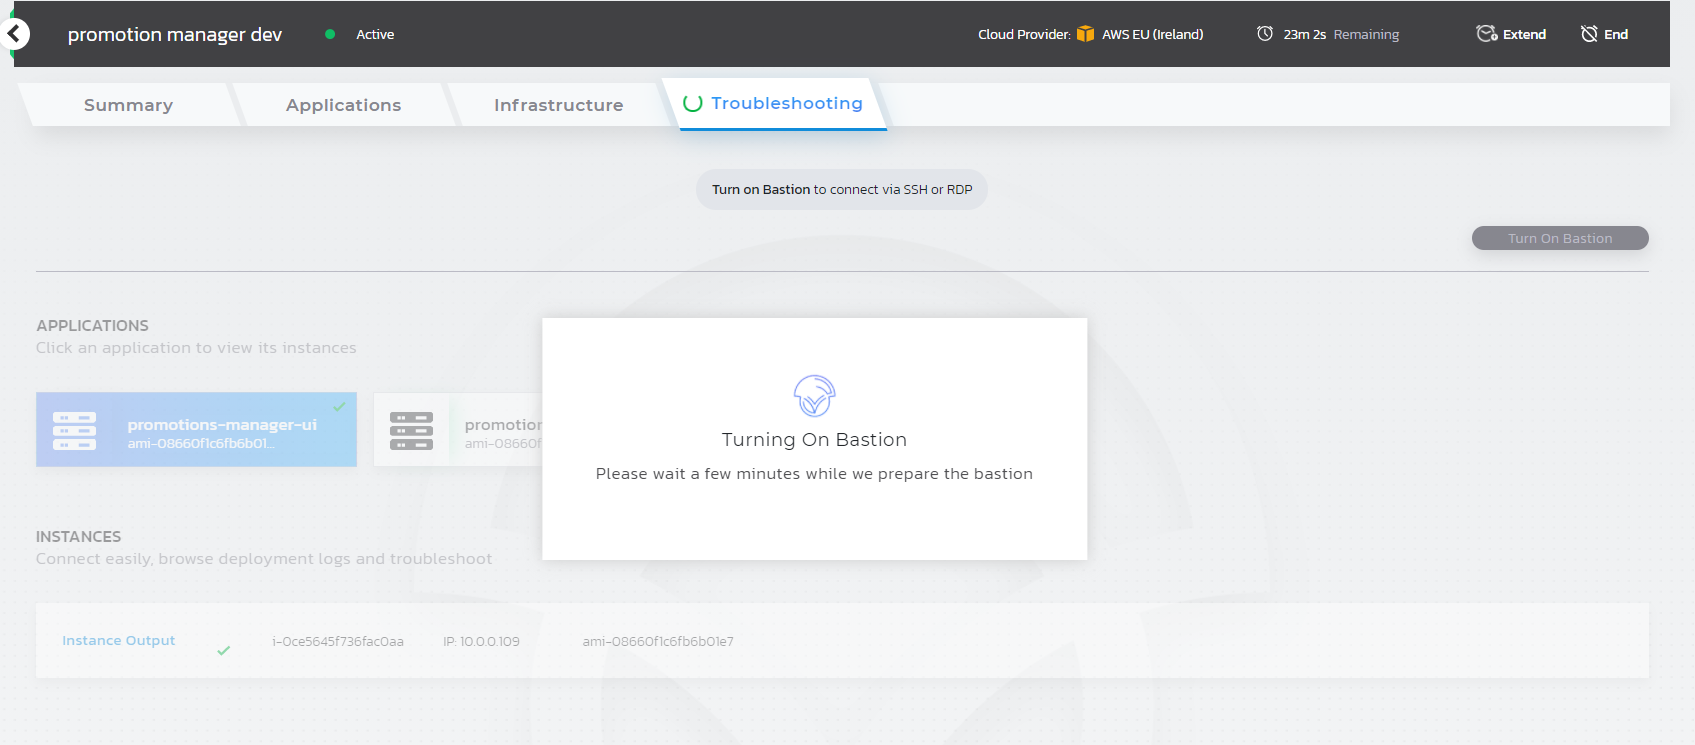 promotion manager dev Active Cloud Provider: AWS EU (Ireland) 23m 2s Remaining Extend End
Summary Applications Infrastructure Troubleshooting
Turn on Bastion to connect via SSH or RDP
Turn On Bastion
APPLICATIONS
Click an application to view its instances
promotions-manager-ui
ami-08660f1c6fb6b01...
promotion
ami-08660f
Turning On Bastion
Please wait a few minutes while we prepare the bastion
INSTANCES
Connect easily, browse deployment logs and troubleshoot
Instance Output i-0ce5645f736fac0aa IP: 10.0.0.109 ami-08660f1c6fb6b01e7